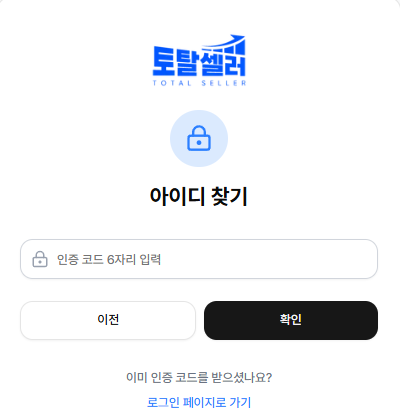 토탈셀러
TOTAL SELLER
아이디 찾기
인증 코드 6자리 입력
이전
확인
이미 인증 코드를 받으셨나요?
로그인 페이지로 가기